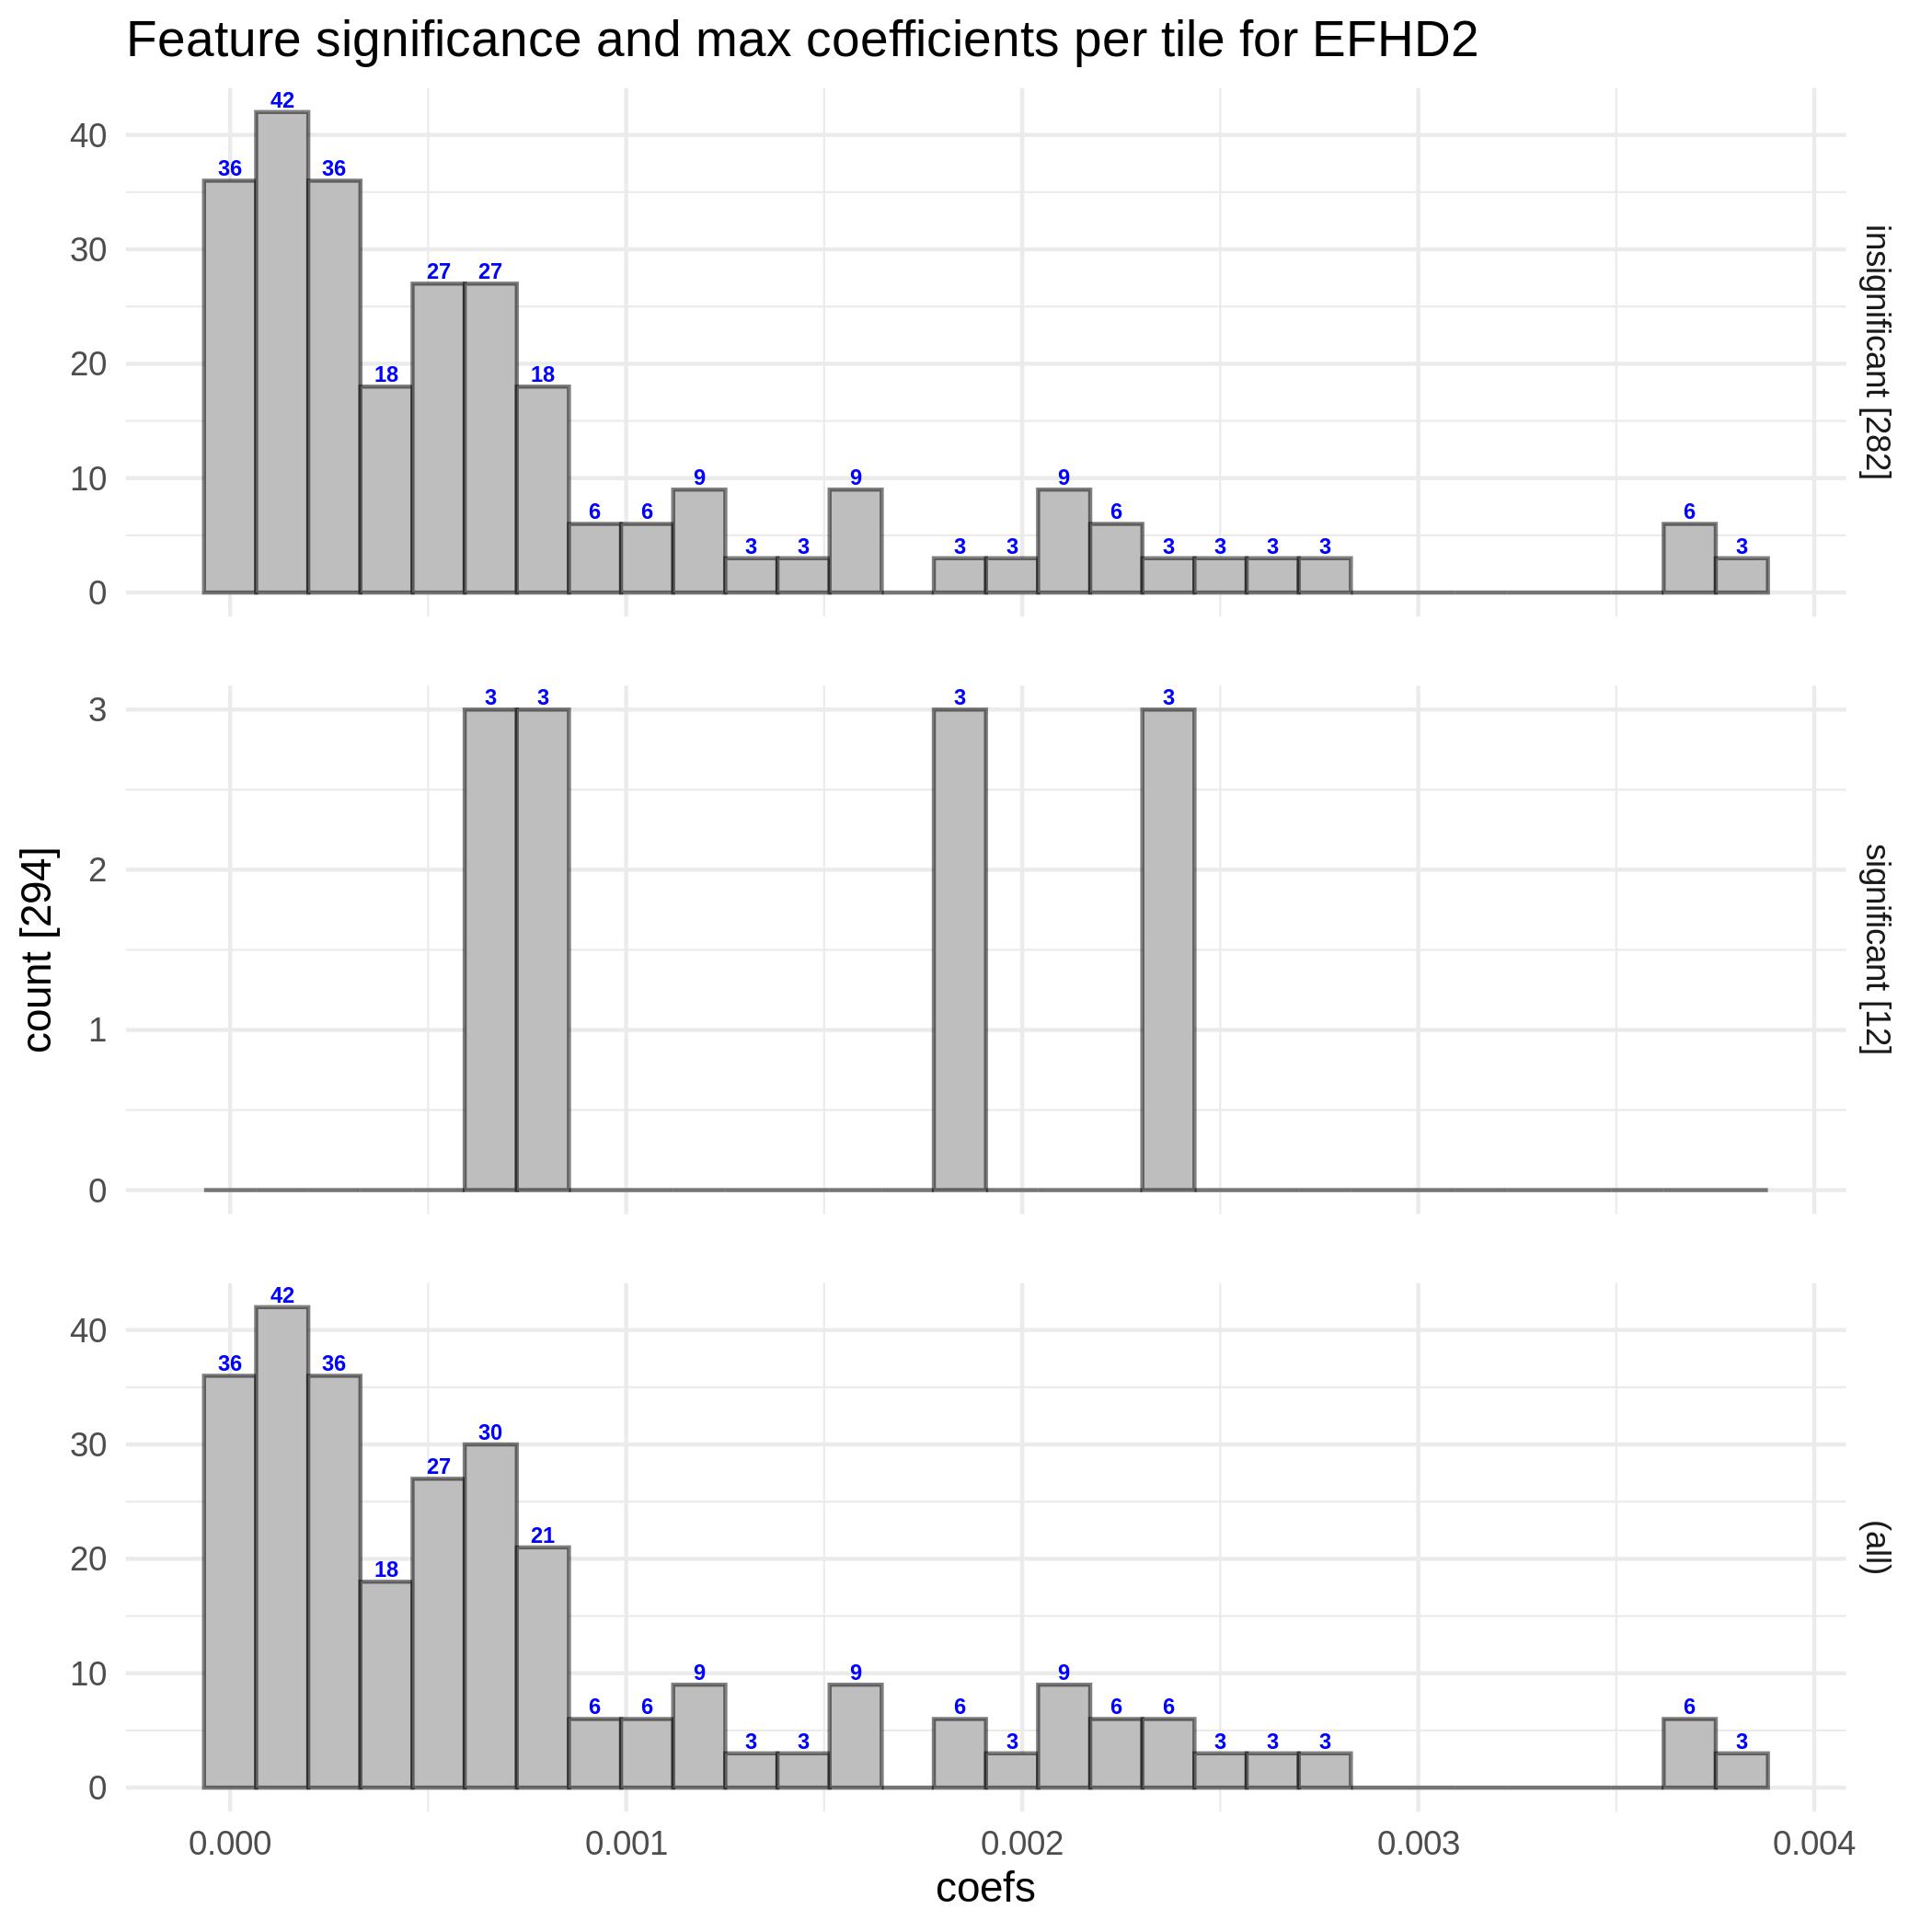 Feature significance and max coefficients per tile for EFHD2
42
40
36 36
30
27 27
20
18 18
10
9 9 9
6 6 6 6
3 3 3 3 3 3 3 3 3
0
insignificant [282]
3 3 3 3
3
2
1
0
significant [12]
count [294]
42
40
36 36
30
30
27
21
20
18
10
9 9 9
6 6 6 6 6 6
3 3 3 3 3 3 3
0
(all)
0.000 0.001 0.002 0.003 0.004
coefs